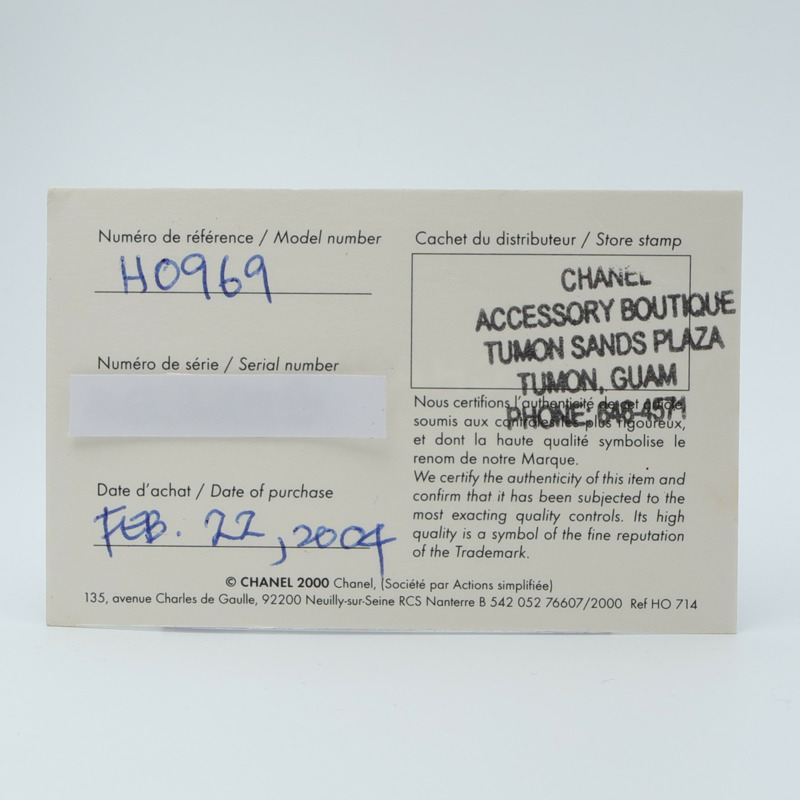 Numéro de référence / Model number
H0969
Numéro de série / Serial number
Date d'achat / Date of purchase
FEB. 22, 2004
Cachet du distributeur / Store stamp
CHANEL
ACCESSORY BOUTIQUE
TUMON SANDS PLAZA
TUMON, GUAM
PHONE: 646-4571
Nous certifions l'authenticité de cet article,
soumis aux contrôles les plus rigoureux,
et dont la haute qualité symbolise le
renom de notre Marque.
We certify the authenticity of this item and
confirm that it has been subjected to the
most exacting quality controls. Its high
quality is a symbol of the fine reputation
of the Trademark.
© CHANEL 2000 Chanel, (Société par Actions simplifiée)
135, avenue Charles de Gaulle, 92200 Neuilly-sur-Seine RCS Nanterre B 542 052 76607/2000 Ref HO 714